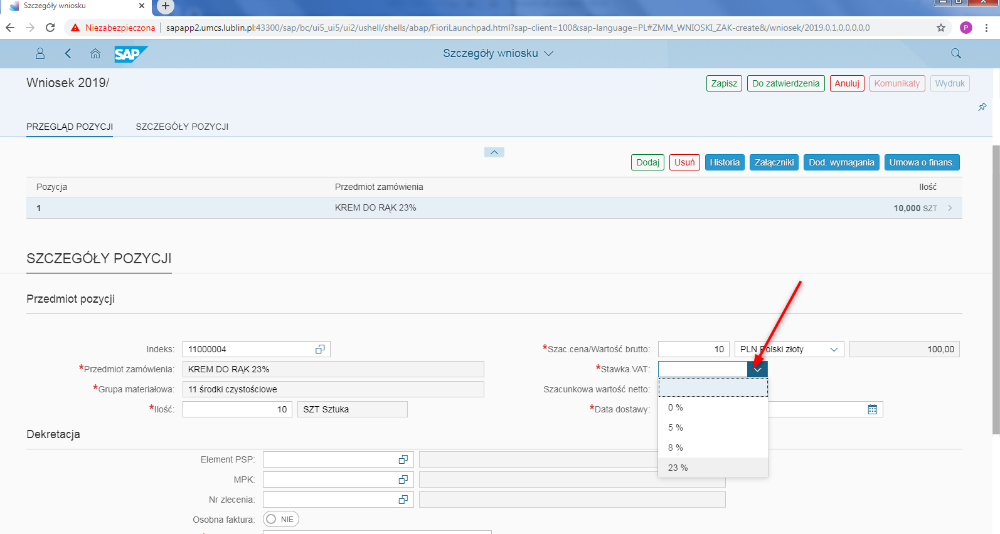 Szczegóły wniosku
Niezabezpieczona sapapp2.umcs.lublin.pl:43300/sap/bc/ui5_ui5/ui2/ushell/shells/abap/FioriLaunchpad.html?sap-client=100&sap-language=PL#ZMM_WNIOSKI_ZAK-create&/wniosek/2019,0,1,0,0,0,0,0 P
SAP Szczegóły wniosku
Wniosek 2019/ Zapisz Do zatwierdzenia Anuluj Komunikaty Wydruk
PRZEGLĄD POZYCJI SZCZEGÓŁY POZYCJI
Dodaj Usuń Historia Załączniki Dod. wymagania Umowa o finans.
Pozycja Przedmiot zamówienia Ilość
1 KREM DO RĄK 23% 10,000 SZT
SZCZEGÓŁY POZYCJI
Przedmiot pozycji
Indeks: 11000004 *Szac.cena/Wartość brutto: 10 PLN Polski złoty 100,00
*Przedmiot zamówienia: KREM DO RĄK 23% *Stawka.VAT:
*Grupa materiałowa: 11 środki czystościowe Szacunkowa wartość netto:
*Ilość: 10 SZT Sztuka *Data dostawy:
0 %
5 %
8 %
23 %
Dekretacja
Element PSP:
MPK:
Nr zlecenia:
Osobna faktura: NIE